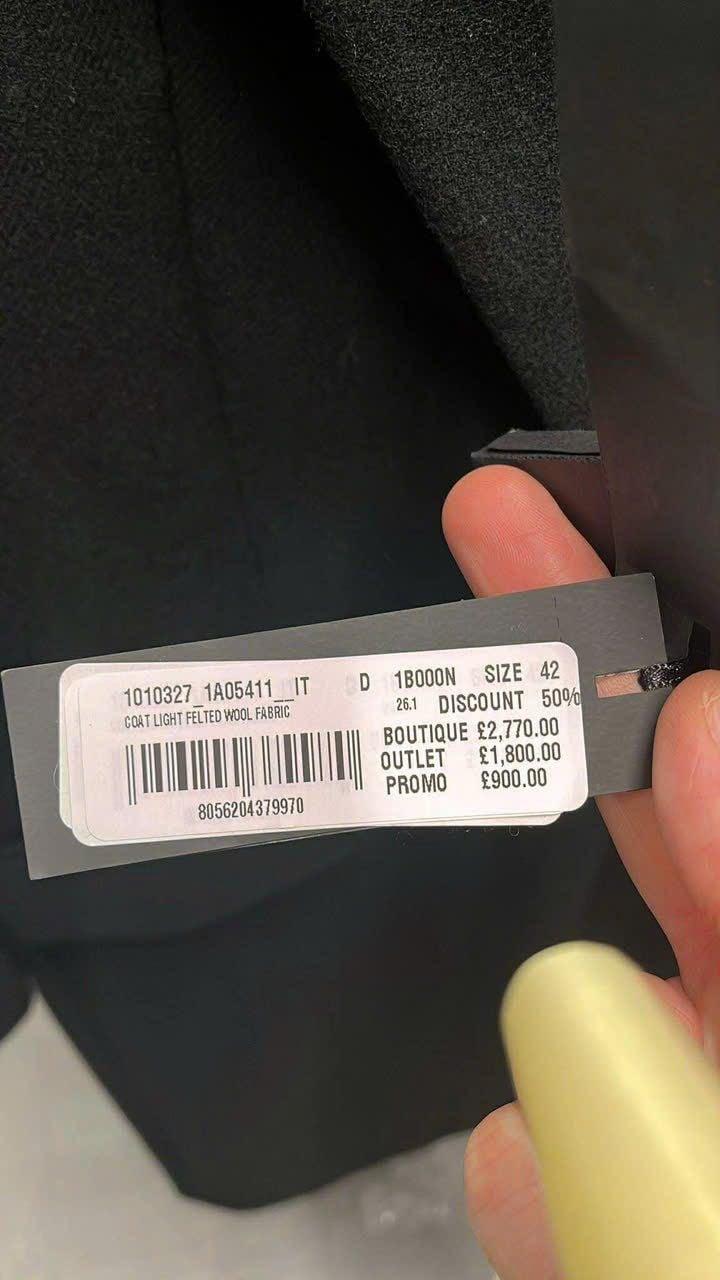 1010327_1A05411__IT D 1B000N SIZE 42
COAT LIGHT FELTED WOOL FABRIC 26.1 DISCOUNT 50%
BOUTIQUE £2,770.00
OUTLET £1,800.00
PROMO £900.00
8056204379970